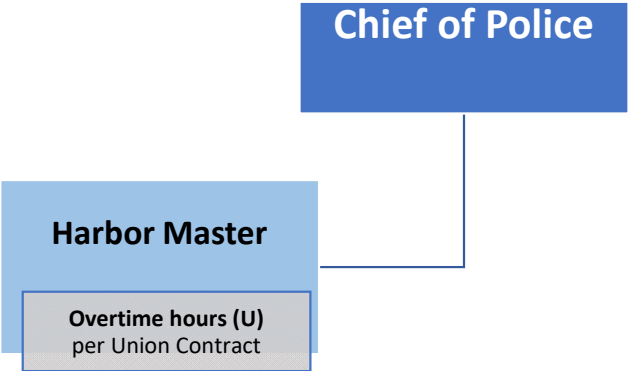 Chief of Police
Harbor Master
Overtime hours (U)
per Union Contract